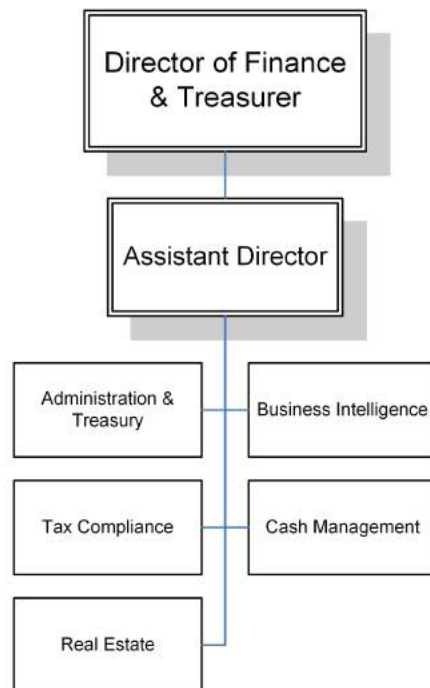 Director of Finance
& Treasurer
Assistant Director
Administration &
Treasury
Business Intelligence
Tax Compliance
Cash Management
Real Estate